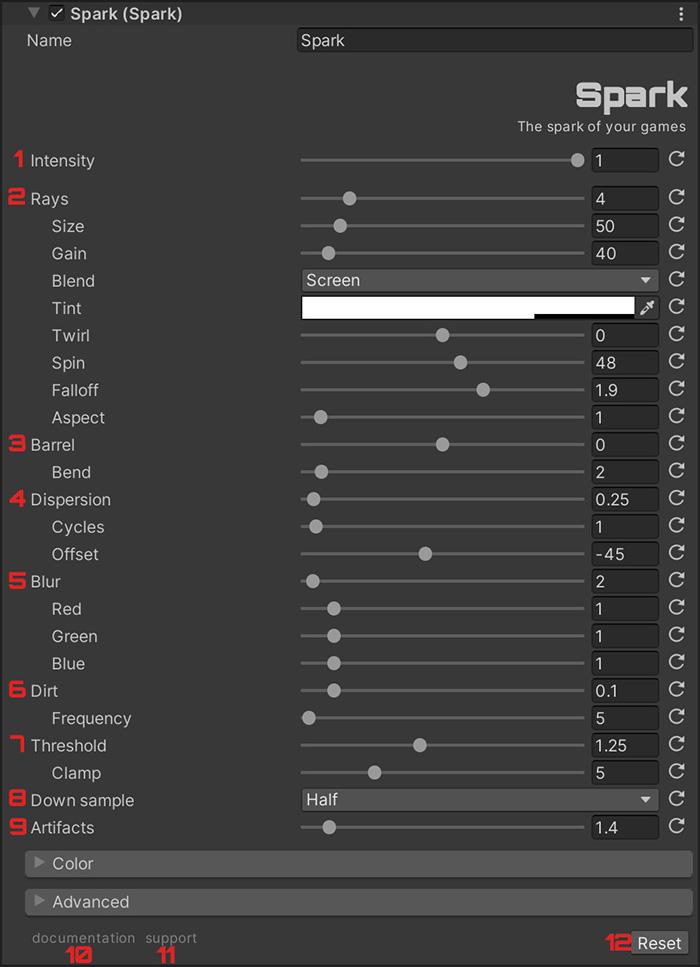 Spark (Spark)
Name Spark
Spark
The spark of your games
1 Intensity 1
2 Rays 4
Size 50
Gain 40
Blend Screen
Tint
Twirl 0
Spin 48
Falloff 1.9
Aspect 1
3 Barrel 0
Bend 2
4 Dispersion 0.25
Cycles 1
Offset -45
5 Blur 2
Red 1
Green 1
Blue 1
6 Dirt 0.1
Frequency 5
7 Threshold 1.25
Clamp 5
8 Down sample Half
9 Artifacts 1.4
Color
Advanced
documentation support
10 11 12 Reset